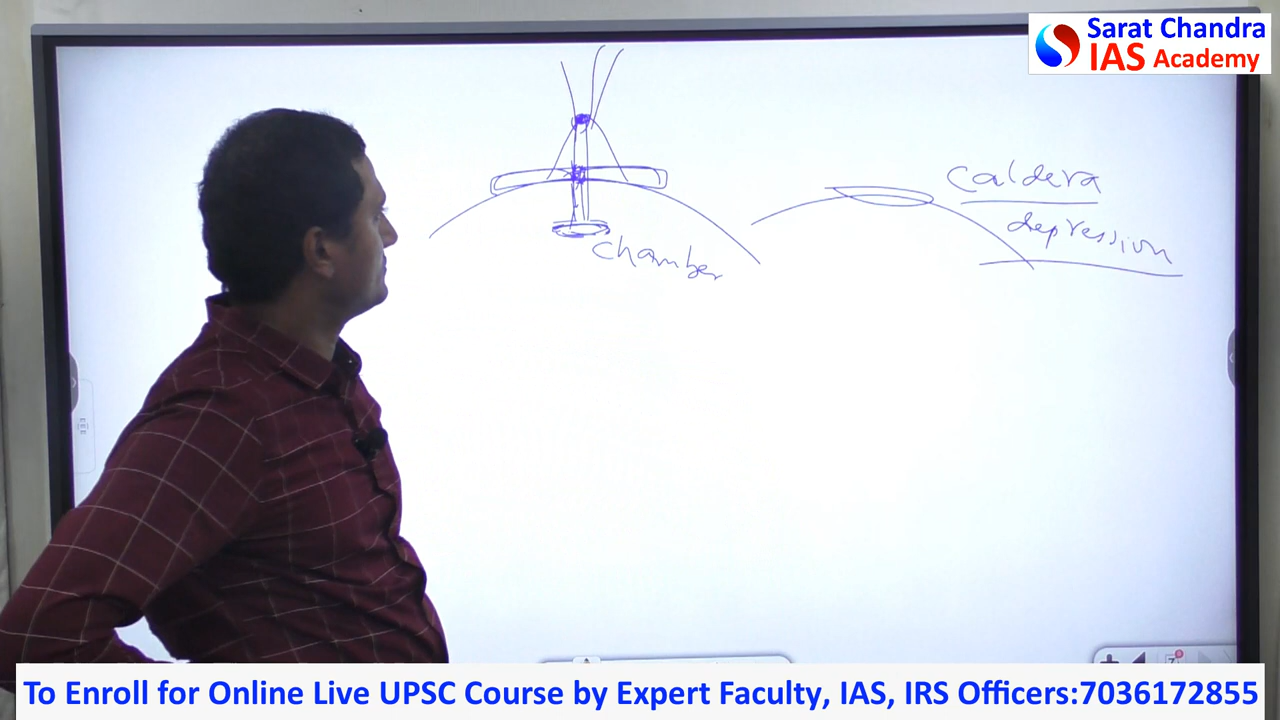 Sarat Chandra
IAS Academy
caldera
depression
chamber
To Enroll for Online Live UPSC Course by Expert Faculty, IAS, IRS Officers:7036172855